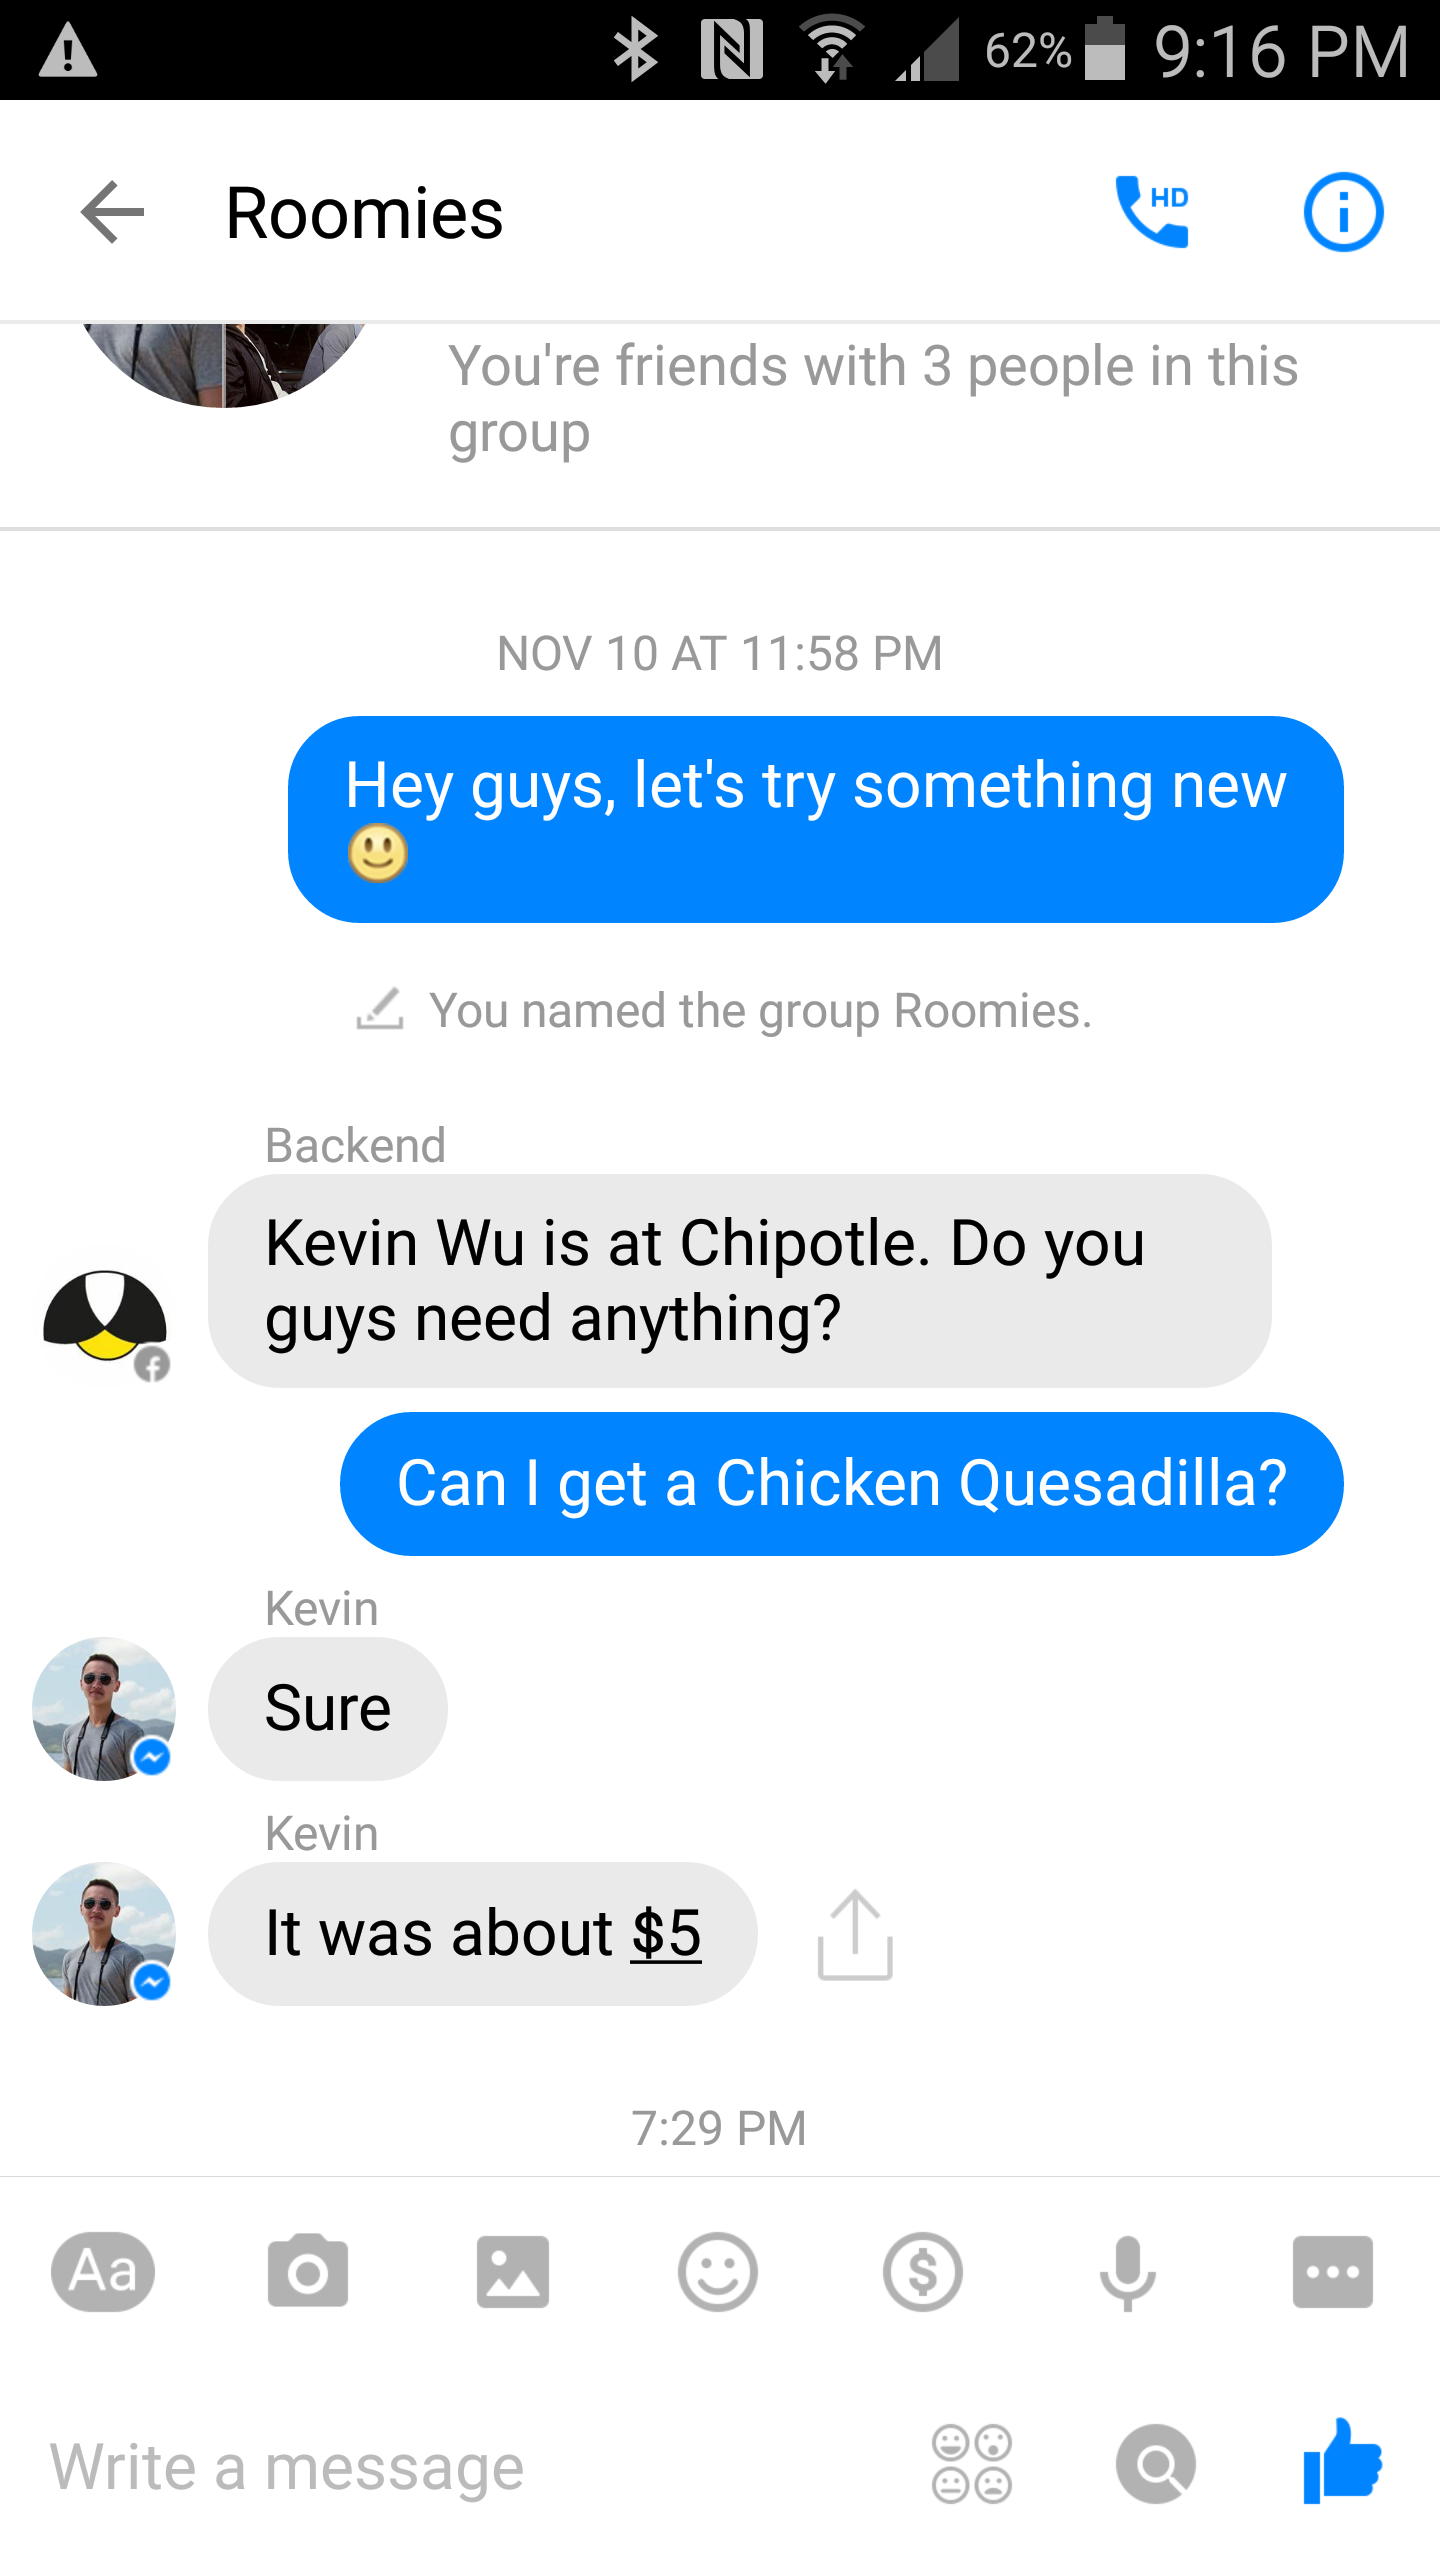 62% 9:16 PM
Roomies
HD
You're friends with 3 people in this
group
NOV 10 AT 11:58 PM
Hey guys, let's try something new
You named the group Roomies.
Backend
Kevin Wu is at Chipotle. Do you
guys need anything?
Can I get a Chicken Quesadilla?
Kevin
Sure
Kevin
It was about $5
7:29 PM
Aa
Write a message